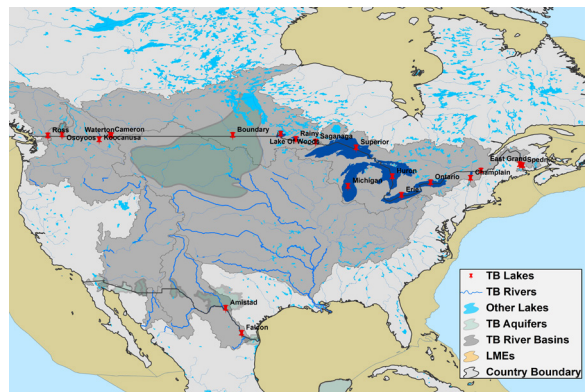 Ross
Osoyoos
Waterton
Cameron
Koocanusa
Boundary
Lake Of Woods
Rainy
Saganaga
Superior
Michigan
Huron
Erie
Ontario
Champlain
East Grand
Spednic
Amistad
Falcon
TB Lakes
TB Rivers
Other Lakes
TB Aquifers
TB River Basins
LMEs
Country Boundary